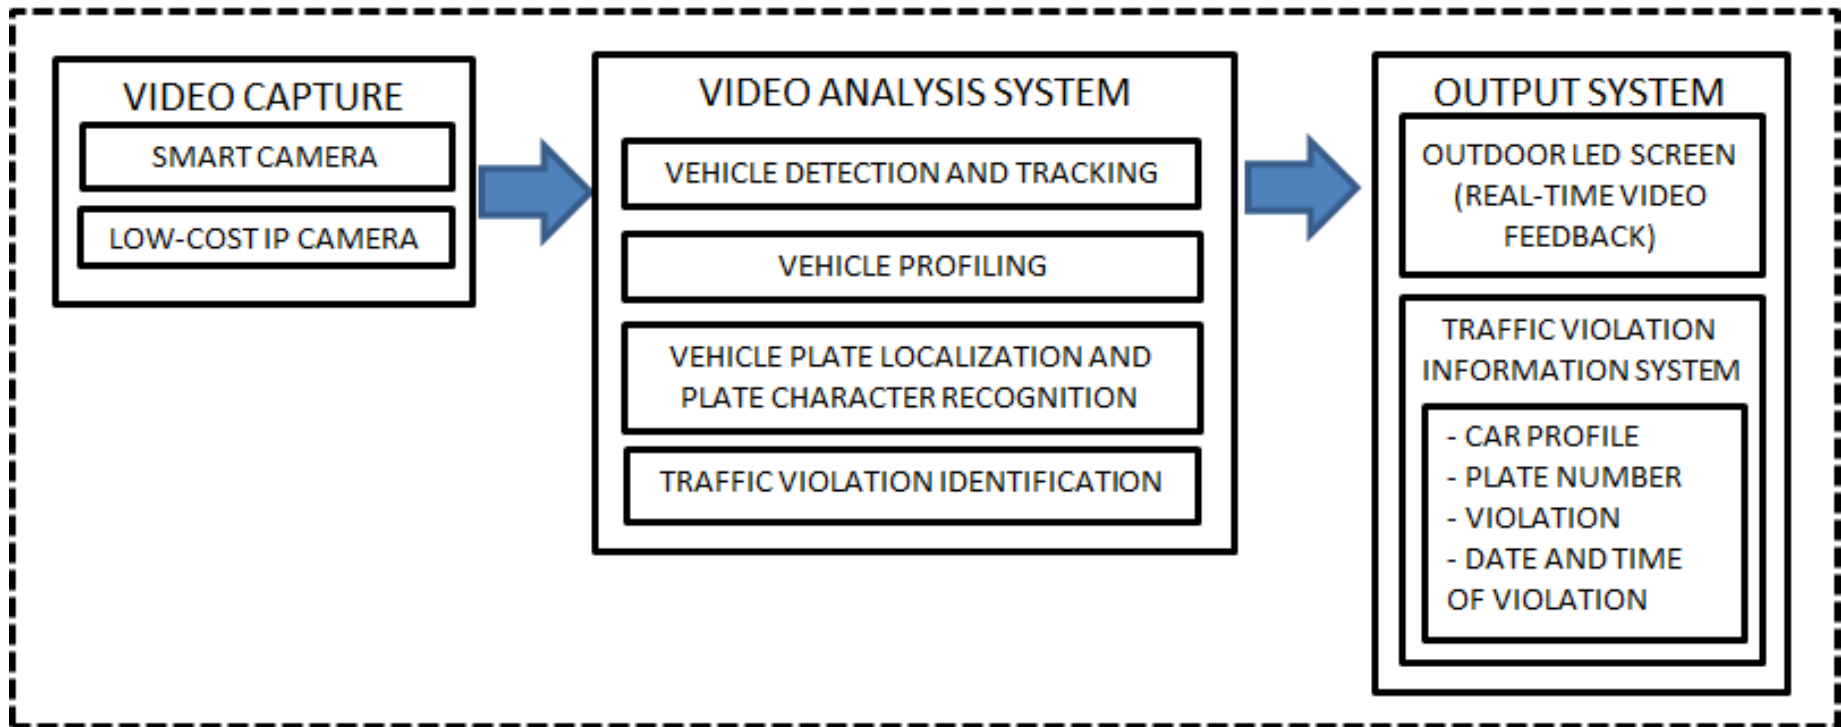 VIDEO CAPTURE
SMART CAMERA
LOW-COST IP CAMERA
VIDEO ANALYSIS SYSTEM
VEHICLE DETECTION AND TRACKING
VEHICLE PROFILING
VEHICLE PLATE LOCALIZATION AND
PLATE CHARACTER RECOGNITION
TRAFFIC VIOLATION IDENTIFICATION
OUTPUT SYSTEM
OUTDOOR LED SCREEN
(REAL-TIME VIDEO
FEEDBACK)
TRAFFIC VIOLATION
INFORMATION SYSTEM
- CAR PROFILE
- PLATE NUMBER
- VIOLATION
- DATE AND TIME
OF VIOLATION